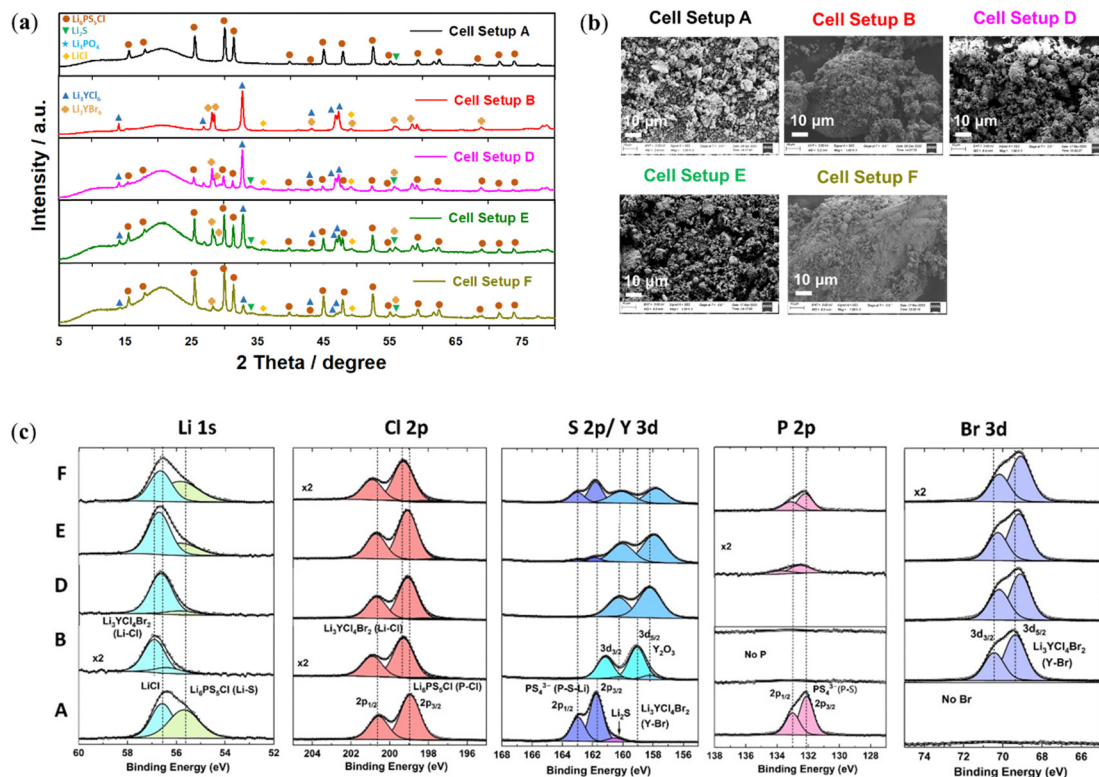 (a)
Li₆PS₅Cl
Li₂S
Li₃PO₄
LiCl
Cell Setup A
Li₃YCl₆
Li₃YBr₆
Cell Setup B
Cell Setup D
Cell Setup E
Cell Setup F
Intensity / a.u.
5 15 25 35 45 55 65 75
2 Theta / degree
(b)
Cell Setup A Cell Setup B Cell Setup D
10 µm 10 µm 10 µm
Cell Setup E Cell Setup F
10 µm 10 µm
(c)
Li 1s Cl 2p S 2p/ Y 3d P 2p Br 3d
F
x2 x2
E
x2
D
Li₃YCl₄Br₂
(Li-Cl)
Li₃YCl₄Br₂ (Li-Cl)
B
x2 x2
3d₃/₂ 3d₅/₂
Y₂O₃
No P
3d₃/₂ 3d₅/₂
Li₃YCl₄Br₂
(Y-Br)
A
LiCl
Li₆PS₅Cl (Li-S)
Li₆PS₅Cl (P-Cl)
2p₁/₂ 2p₃/₂
PS₄³⁻ (P-S-Li)
2p₁/₂ 2p₃/₂
Li₂S
Li₃YCl₄Br₂
(Y-Br)
PS₄³⁻ (P-S)
2p₁/₂ 2p₃/₂
No Br
60 58 56 54 52
204 201 198 195
168 166 164 162 160 158 156
138 136 134 132 130 128
75 70 65
Binding Energy (eV) Binding Energy (eV) Binding Energy (eV) Binding Energy (eV) Binding Energy (eV)